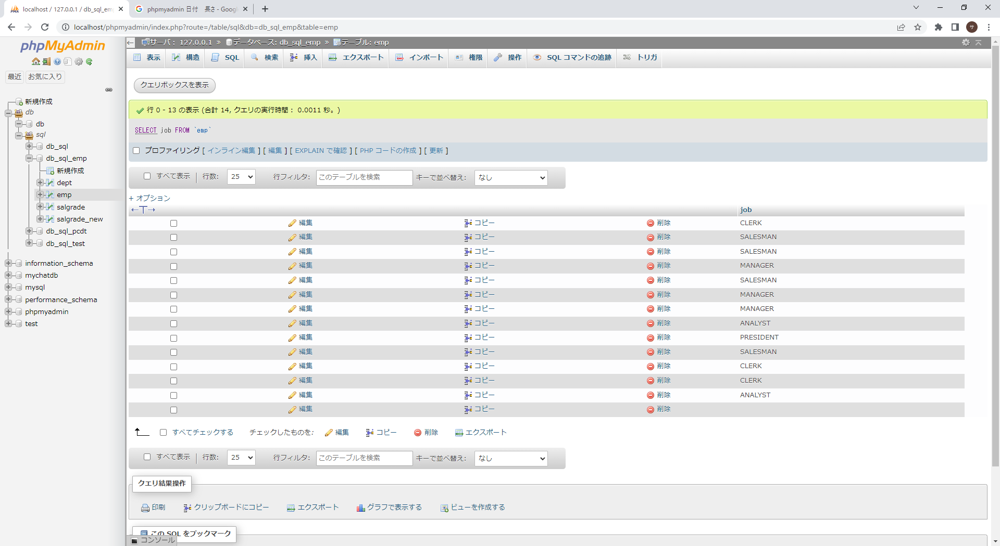 localhost / 127.0.0.1 / db_sql_em
phpmyadmin 日付　長さ - Googl
localhost/phpmyadmin/index.php?route=/table/sql&db=db_sql_emp&table=emp
サ
phpMyAdmin
最近 お気に入り
新規作成
db
db
sql
db_sql
db_sql_emp
新規作成
dept
emp
salgrade
salgrade_new
db_sql_pcdt
db_sql_test
information_schema
mychatdb
mysql
performance_schema
phpmyadmin
test
サーバ： 127.0.0.1 » データベース: db_sql_emp » テーブル: emp
表示 構造 SQL 検索 挿入 エクスポート インポート 権限 操作 SQL コマンドの追跡 トリガ
クエリボックスを表示
行 0 - 13 の表示 (合計 14, クエリの実行時間： 0.0011 秒。)
SELECT job FROM `emp`
プロファイリング [ インライン編集 ] [ 編集 ] [ EXPLAIN で確認 ] [ PHP コードの作成 ] [ 更新 ]
すべて表示 行数: 25 行フィルタ: このテーブルを検索 キーで並べ替え: なし
+ オプション
←T→ job
編集 コピー 削除 CLERK
編集 コピー 削除 SALESMAN
編集 コピー 削除 SALESMAN
編集 コピー 削除 MANAGER
編集 コピー 削除 SALESMAN
編集 コピー 削除 MANAGER
編集 コピー 削除 MANAGER
編集 コピー 削除 ANALYST
編集 コピー 削除 PRESIDENT
編集 コピー 削除 SALESMAN
編集 コピー 削除 CLERK
編集 コピー 削除 CLERK
編集 コピー 削除 ANALYST
編集 コピー 削除
すべてチェックする チェックしたものを: 編集 コピー 削除 エクスポート
すべて表示 行数: 25 行フィルタ: このテーブルを検索 キーで並べ替え: なし
クエリ結果操作
印刷 クリップボードにコピー エクスポート グラフで表示する ビューを作成する
この SQL をブックマーク
コンソール